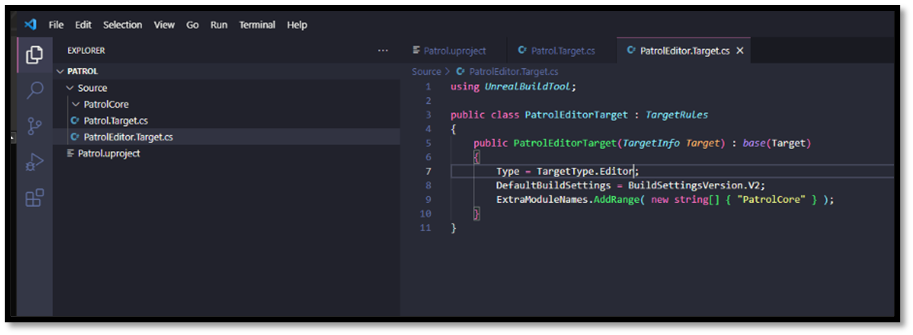 File Edit Selection View Go Run Terminal Help
EXPLORER ···
PATROL
Source
PatrolCore
Patrol.Target.cs
PatrolEditor.Target.cs
Patrol.uproject
Patrol.uproject Patrol.Target.cs PatrolEditor.Target.cs
Source > PatrolEditor.Target.cs
1 using UnrealBuildTool;
2
3 public class PatrolEditorTarget : TargetRules
4 {
5 public PatrolEditorTarget(TargetInfo Target) : base(Target)
6 {
7 Type = TargetType.Editor;
8 DefaultBuildSettings = BuildSettingsVersion.V2;
9 ExtraModuleNames.AddRange( new string[] { "PatrolCore" } );
10 }
11 }